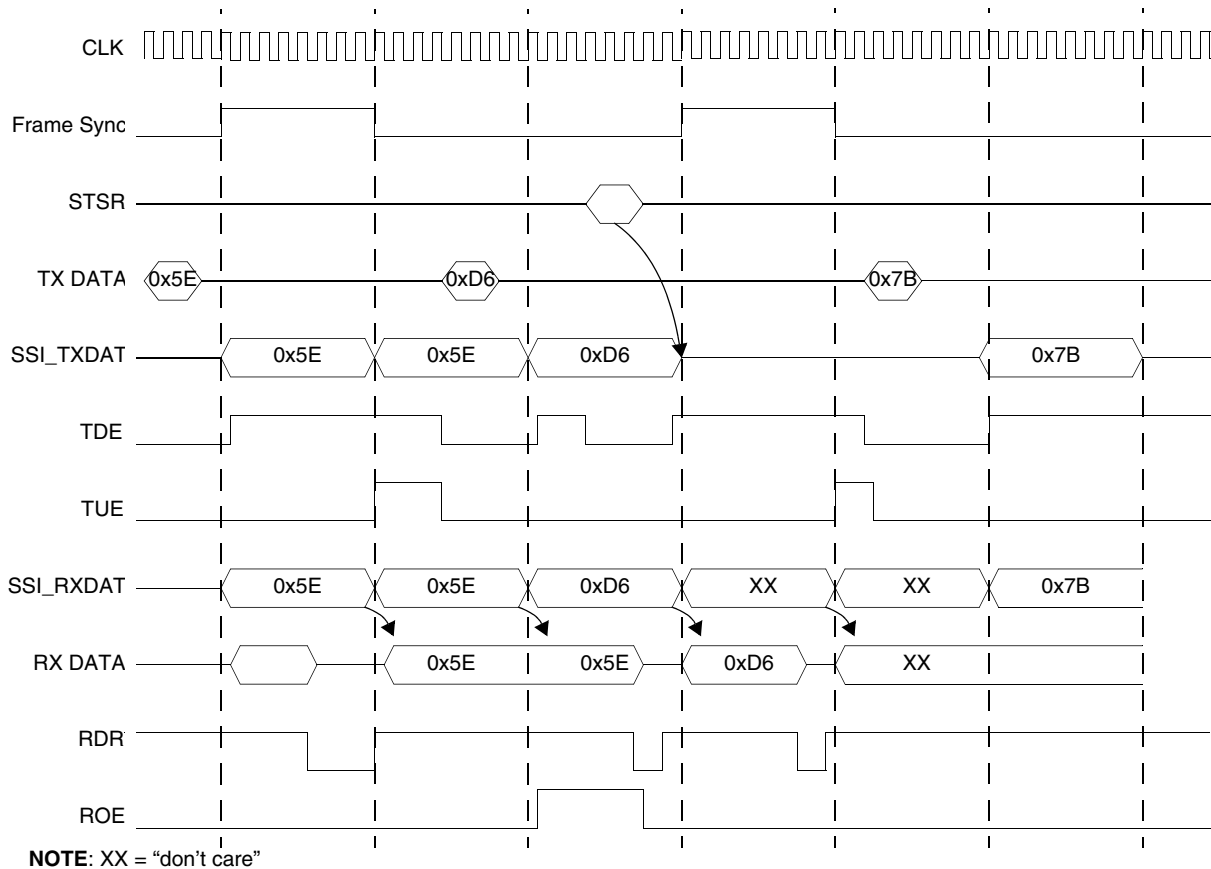 CLK
Frame Sync
STSR
TX DATA 0x5E 0xD6 0x7B
SSI_TXDAT 0x5E 0x5E 0xD6 0x7B
TDE
TUE
SSI_RXDAT 0x5E 0x5E 0xD6 XX XX 0x7B
RX DATA 0x5E 0x5E 0xD6 XX
RDR
ROE
NOTE: XX = “don’t care”